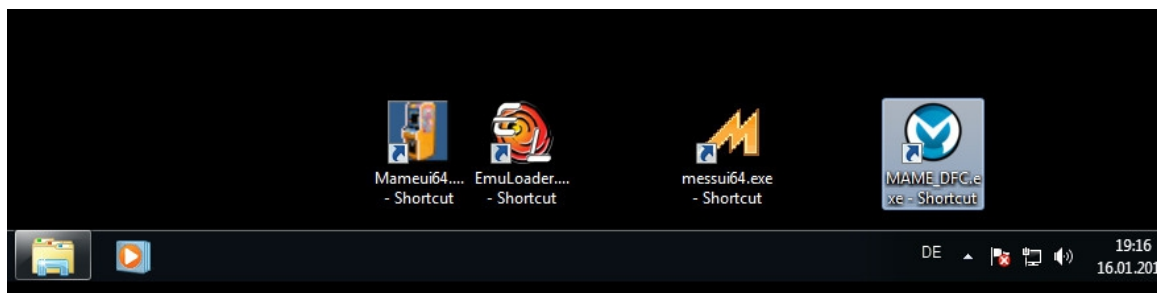 Mameui64.... - Shortcut
EmuLoader.... - Shortcut
messui64.exe - Shortcut
MAME_DFC.e
xe - Shortcut
DE
19:16
16.01.201